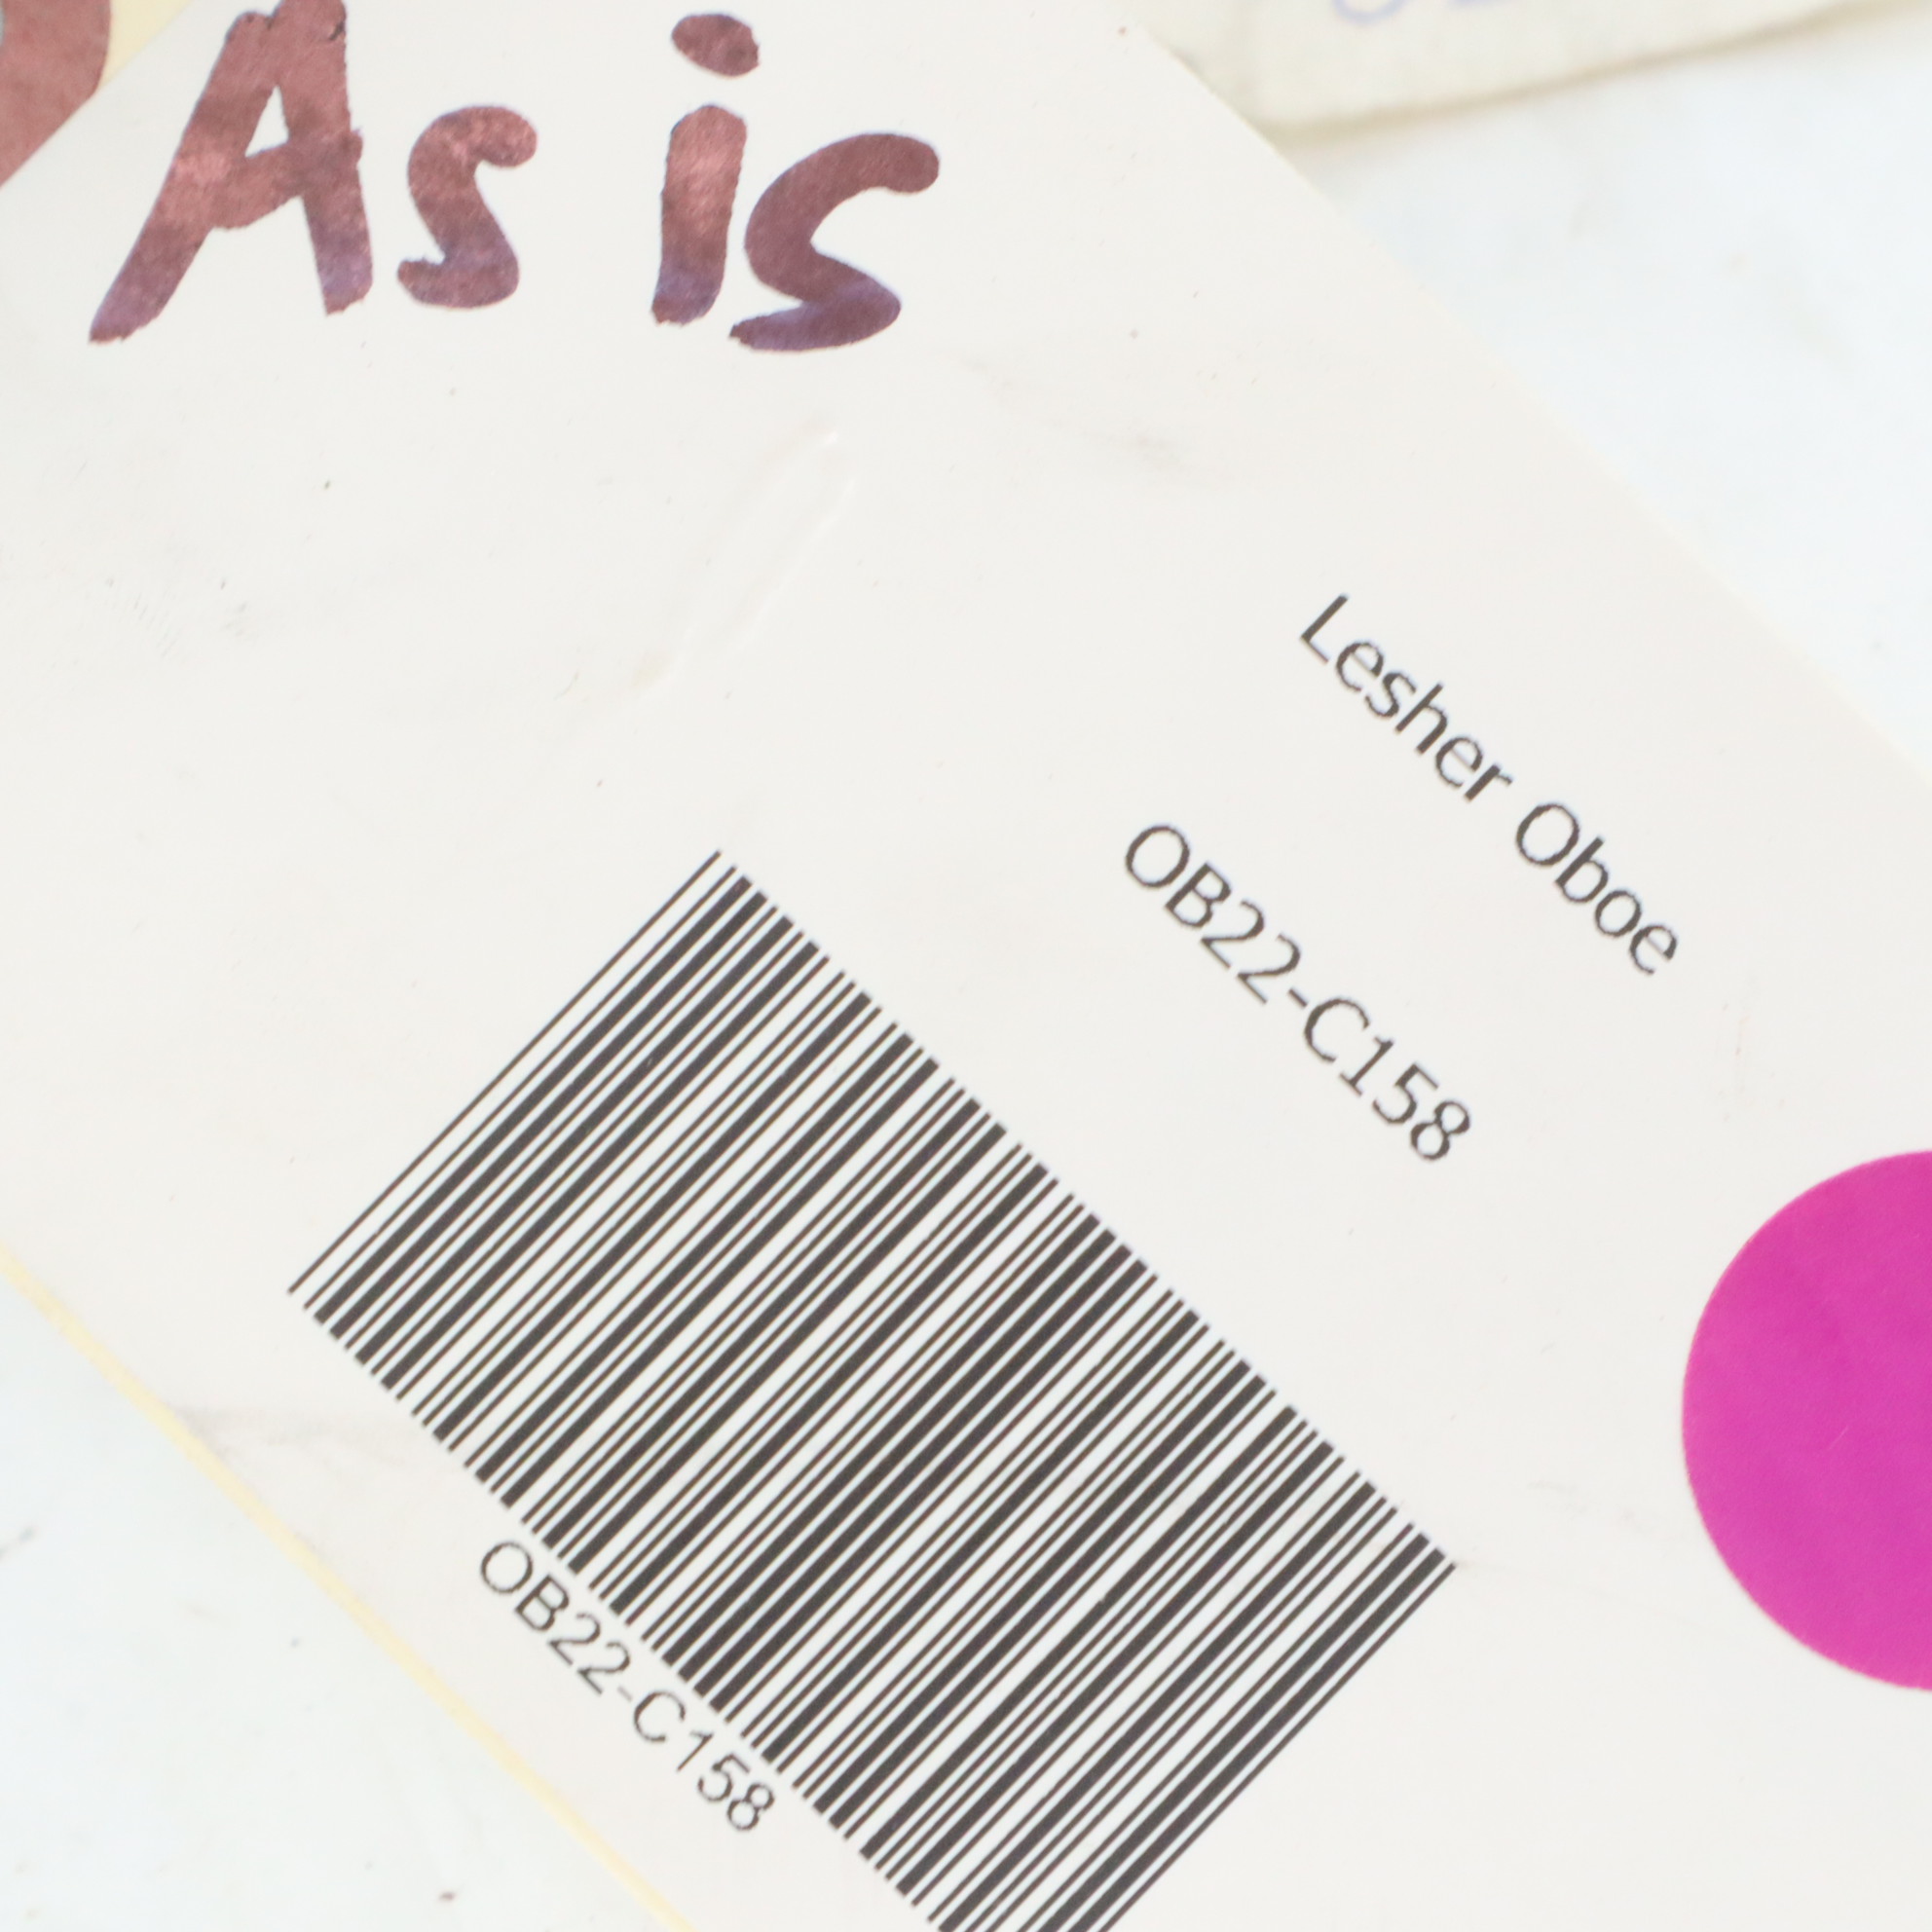 As is
Lesher Oboe
OB22-C158
OB22-C158